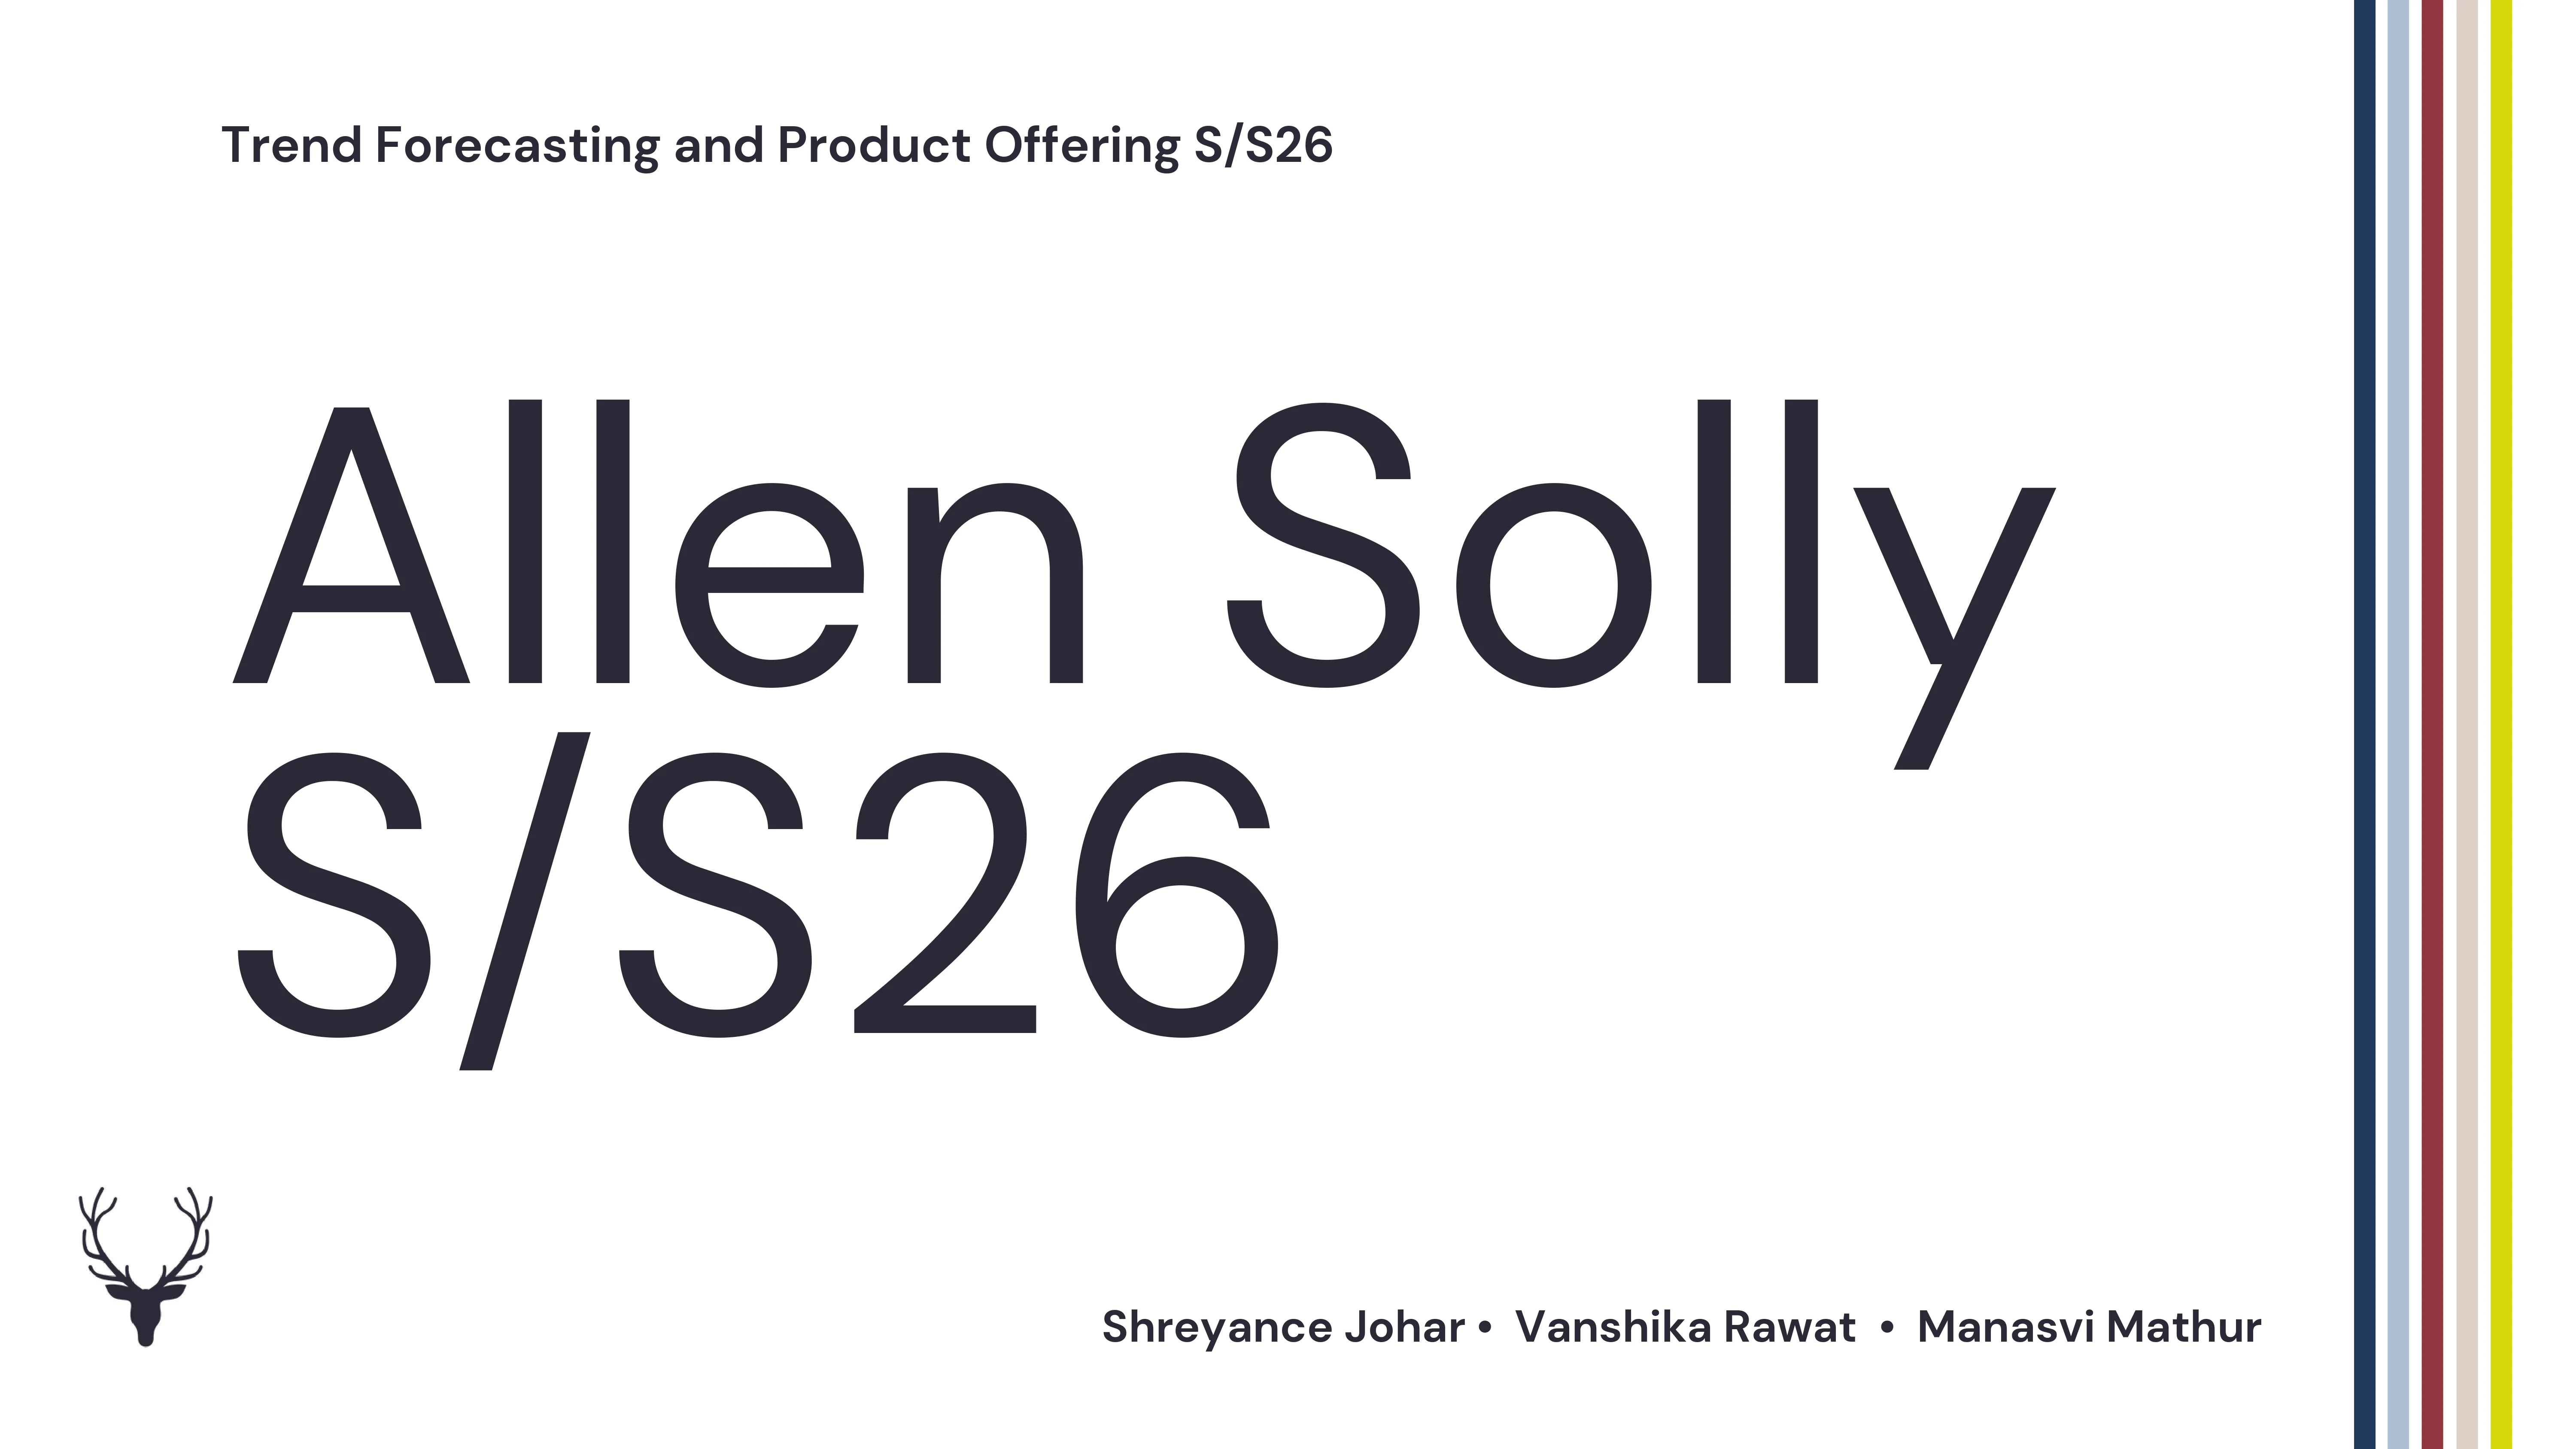 Trend Forecasting and Product Offering S/S26
Allen Solly
S/S26
Shreyance Johar • Vanshika Rawat • Manasvi Mathur